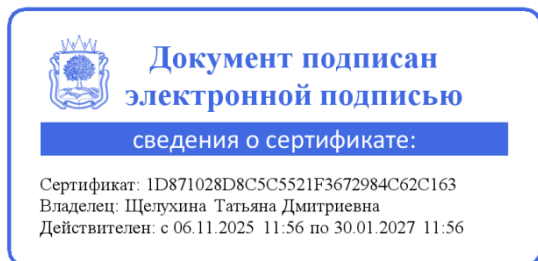 Документ подписан
электронной подписью
сведения о сертификате:
Сертификат: 1D871028D8C5C5521F3672984C62C163
Владелец: Щелухина Татьяна Дмитриевна
Действителен: с 06.11.2025 11:56 по 30.01.2027 11:56